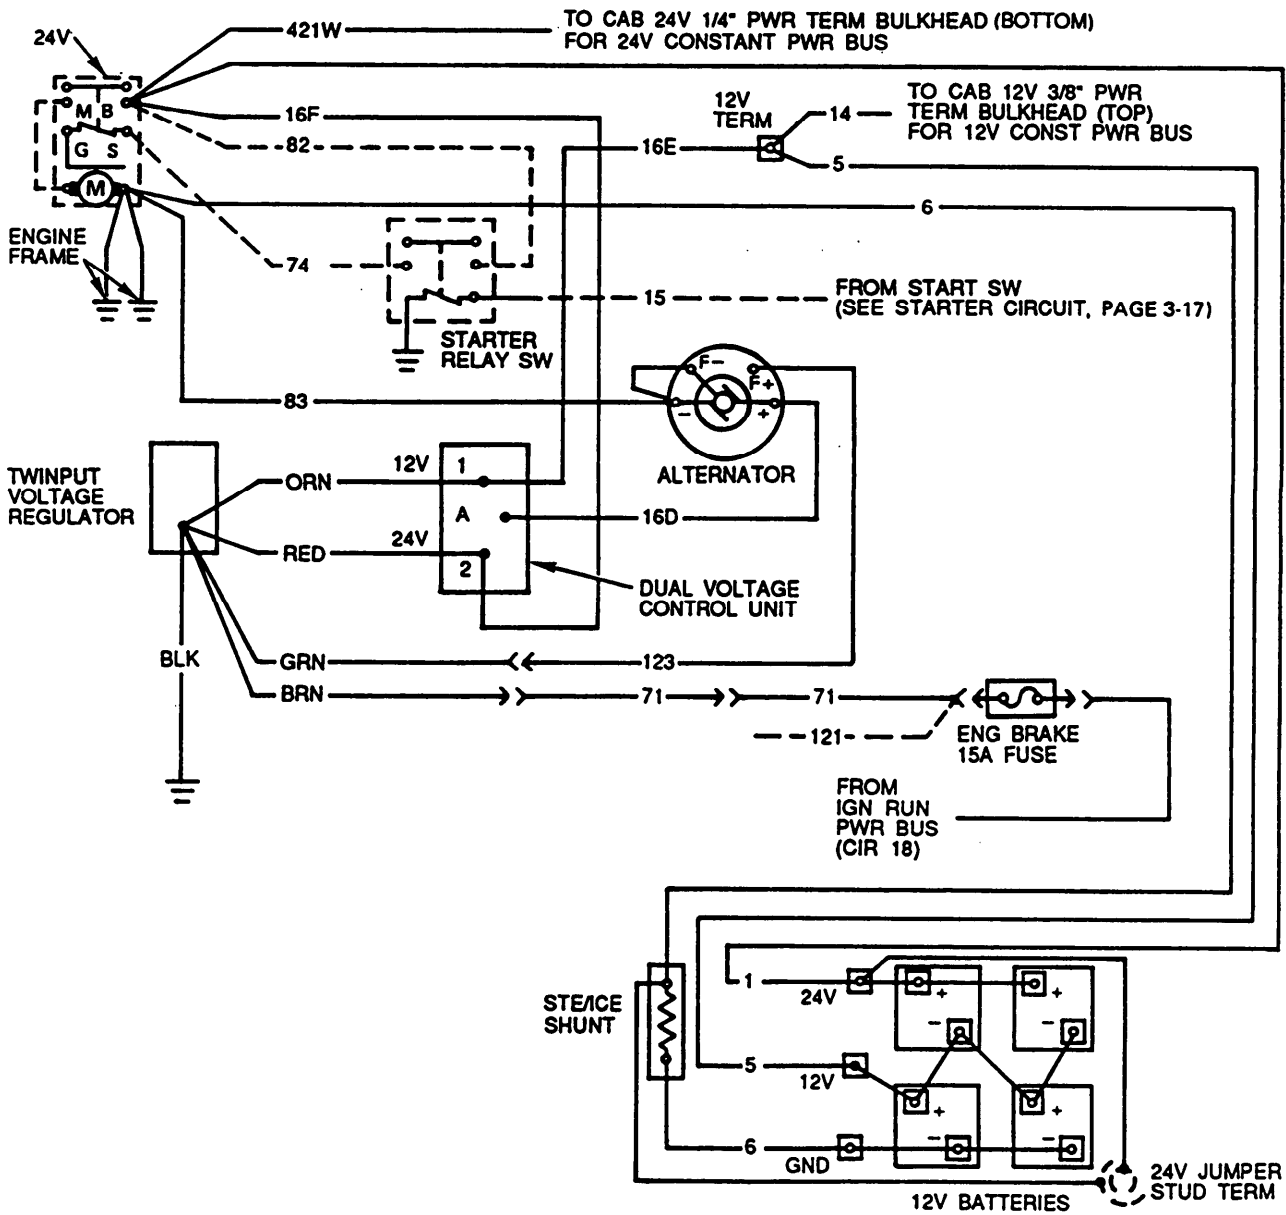 421W
TO CAB 24V 1/4" PWR TERM BULKHEAD (BOTTOM)
FOR 24V CONSTANT PWR BUS
24V
M B
G S
M
16F
82
12V
TERM
14
TO CAB 12V 3/8" PWR
TERM BULKHEAD (TOP)
FOR 12V CONST PWR BUS
16E
5
6
ENGINE
FRAME
74
15
FROM START SW
(SEE STARTER CIRCUIT, PAGE 3-17)
STARTER
RELAY SW
F-
F+
-
+
83
ALTERNATOR
TWINPUT
VOLTAGE
REGULATOR
ORN
12V
1
A
16D
RED
24V
2
DUAL VOLTAGE
CONTROL UNIT
BLK
GRN
123
BRN
71
71
121
ENG BRAKE
15A FUSE
FROM
IGN RUN
PWR BUS
(CIR 18)
STE/ICE
SHUNT
1
24V
+
+
-
-
5
12V
+
+
-
-
6
GND
12V BATTERIES
24V JUMPER
STUD TERM